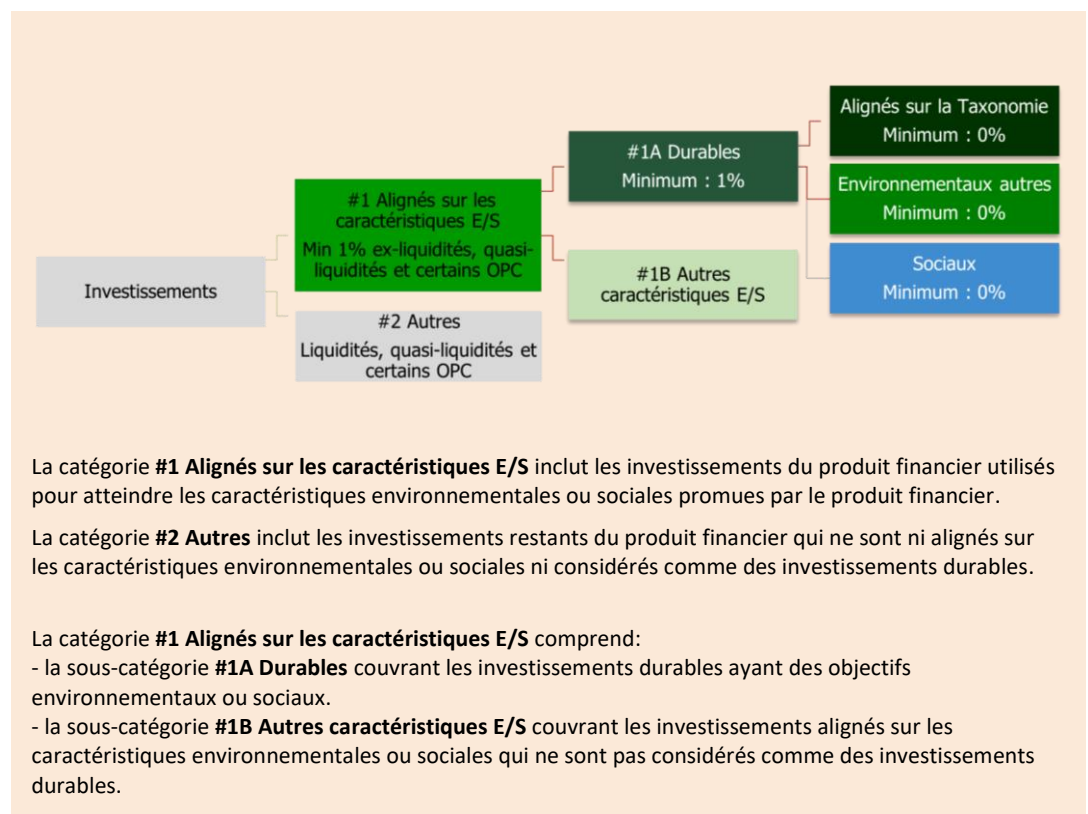 Investissements
#1 Alignés sur les
caractéristiques E/S
Min 1% ex-liquidités, quasi-
liquidités et certains OPC
#2 Autres
Liquidités, quasi-liquidités et
certains OPC
#1A Durables
Minimum : 1%
#1B Autres
caractéristiques E/S
Alignés sur la Taxonomie
Minimum : 0%
Environnementaux autres
Minimum : 0%
Sociaux
Minimum : 0%
La catégorie #1 Alignés sur les caractéristiques E/S inclut les investissements du produit financier utilisés
pour atteindre les caractéristiques environnementales ou sociales promues par le produit financier.
La catégorie #2 Autres inclut les investissements restants du produit financier qui ne sont ni alignés sur
les caractéristiques environnementales ou sociales ni considérés comme des investissements durables.
La catégorie #1 Alignés sur les caractéristiques E/S comprend:
- la sous-catégorie #1A Durables couvrant les investissements durables ayant des objectifs
environnementaux ou sociaux.
- la sous-catégorie #1B Autres caractéristiques E/S couvrant les investissements alignés sur les
caractéristiques environnementales ou sociales qui ne sont pas considérés comme des investissements
durables.